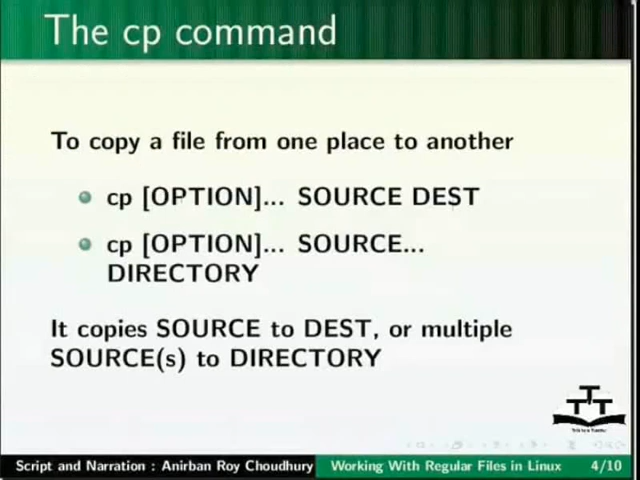 The cp command
To copy a file from one place to another
cp [OPTION]... SOURCE DEST
cp [OPTION]... SOURCE...
DIRECTORY
It copies SOURCE to DEST, or multiple
SOURCE(s) to DIRECTORY
TTT
Script and Narration : Anirban Roy Choudhury Working With Regular Files in Linux 4/10